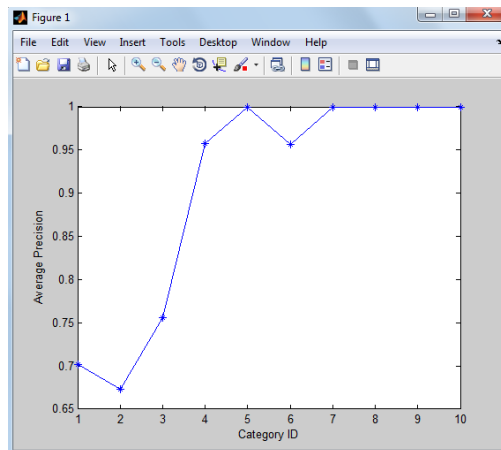 Figure 1
File Edit View Insert Tools Desktop Window Help
1
0.95
0.9
0.85
0.8
0.75
0.7
0.65
Average Precision
1 2 3 4 5 6 7 8 9 10
Category ID